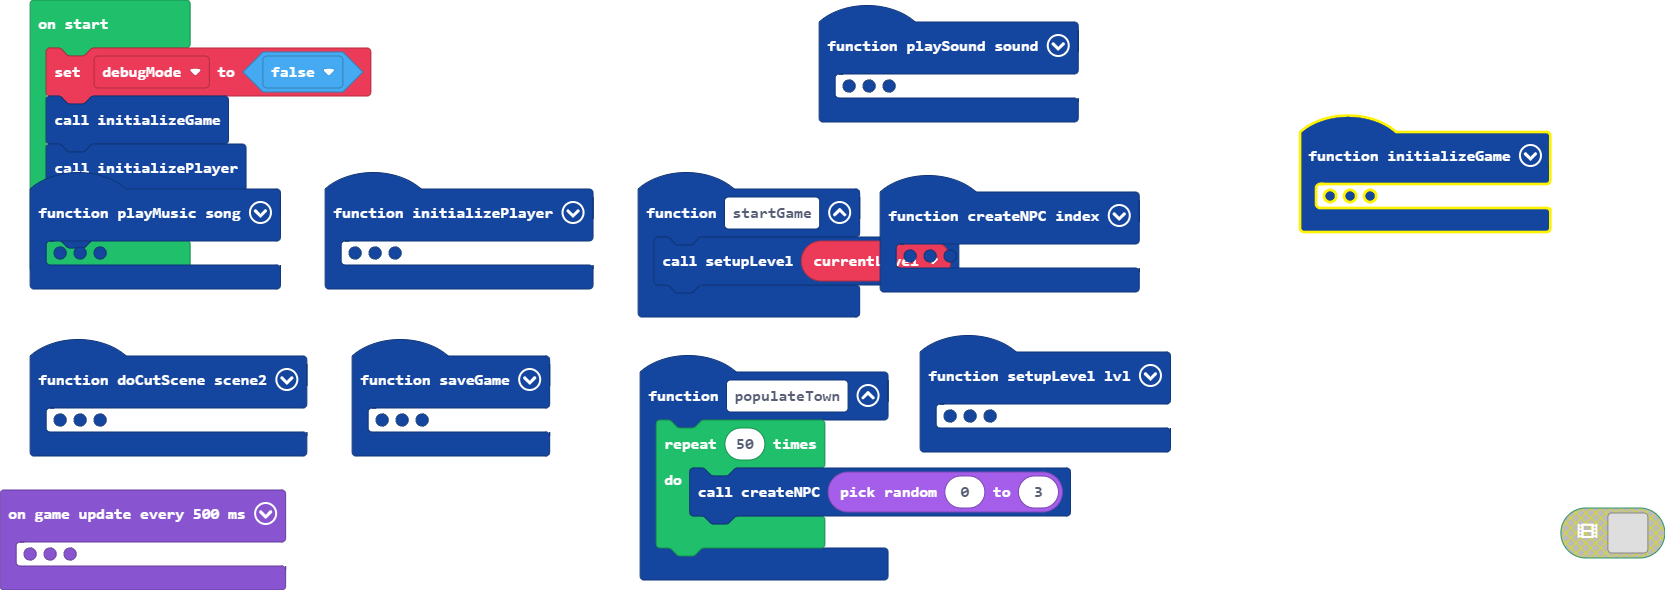 on start
set debugMode to false
call initializeGame
call initializePlayer
function playMusic song
function initializePlayer
function playSound sound
function startGame
call setupLevel
function createNPC index
function initializeGame
function doCutScene scene2
function saveGame
function populateTown
repeat 50 times
do call createNPC pick random 0 to 3
function setupLevel lvl
on game update every 500 ms